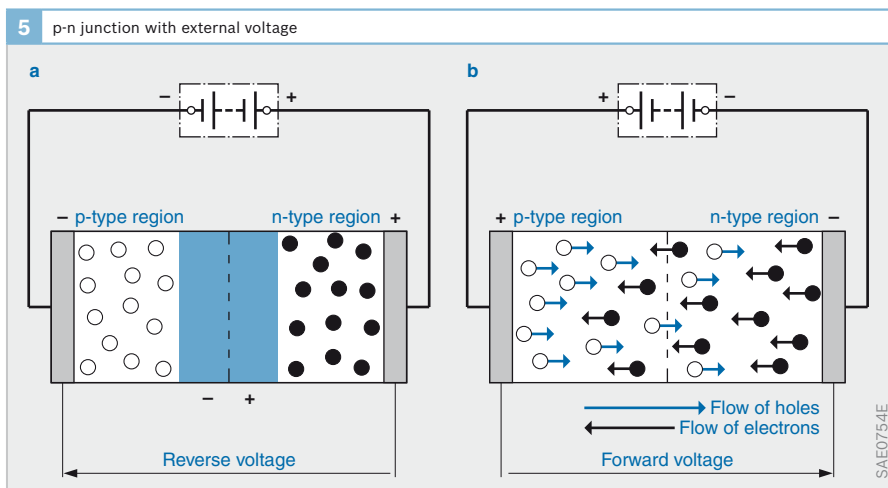 5 p-n junction with external voltage
a
− +
− p-type region n-type region +
− +
Reverse voltage
b
+ −
+ p-type region n-type region −
Flow of holes
Flow of electrons
Forward voltage
SAE0754E